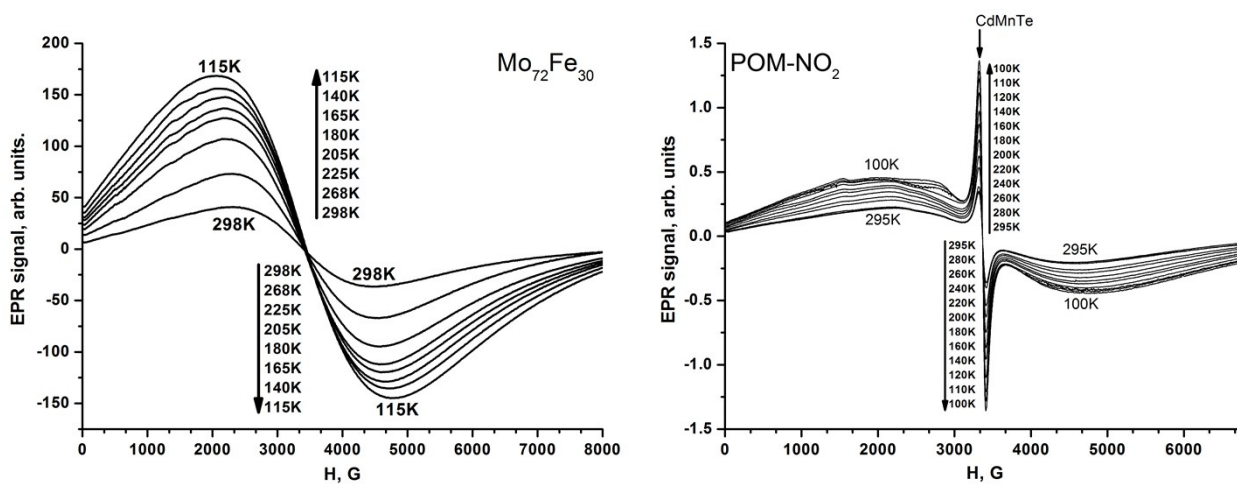 Mo72Fe30
EPR signal, arb. units.
200
150
100
50
0
-50
-100
-150
115K
115K
140K
165K
180K
205K
225K
268K
298K
298K
298K
268K
225K
205K
180K
165K
140K
115K
298K
115K
0 1000 2000 3000 4000 5000 6000 7000 8000
H, G
CdMnTe
POM-NO2
EPR signal, arb. units.
1.5
1.0
0.5
0.0
-0.5
-1.0
-1.5
100K
110K
120K
140K
160K
180K
200K
220K
240K
260K
280K
295K
100K
295K
295K
280K
260K
240K
220K
200K
180K
160K
140K
120K
110K
100K
295K
100K
0 1000 2000 3000 4000 5000 6000
H, G